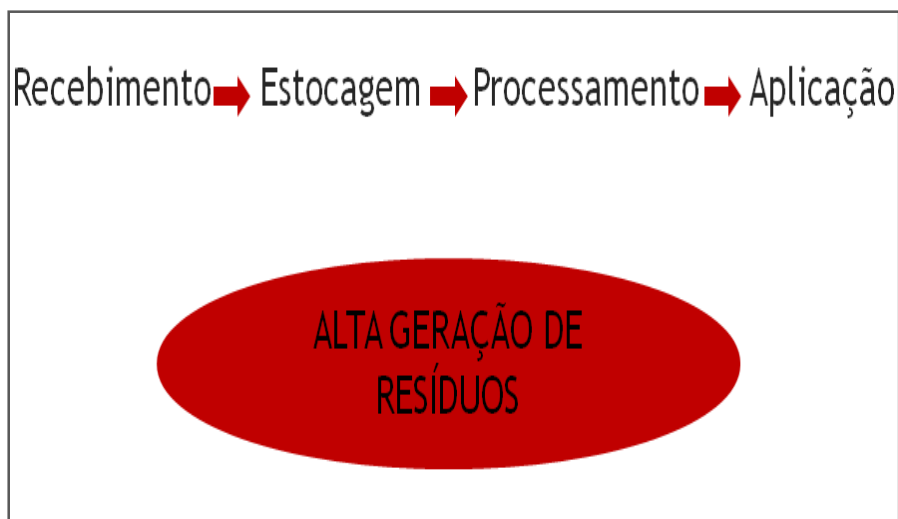 Recebimento Estocagem Processamento Aplicação
ALTA GERAÇÃO DE
RESÍDUOS